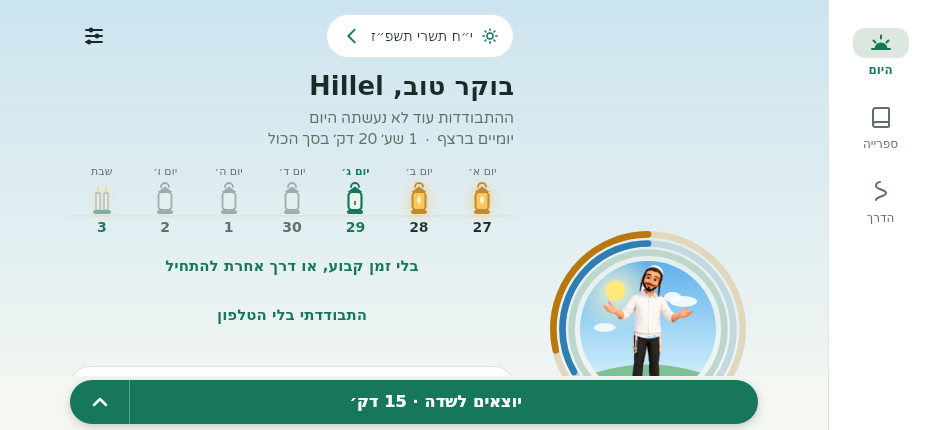 היום
ספרייה
הדרך
י״ח תשרי תשפ״ז
בוקר טוב, Hillel
ההתבודדות עוד לא נעשתה היום
יומיים ברצף · 1 שע׳ 20 דק׳ בסך הכול
יום א׳ יום ב׳ יום ג׳ יום ד׳ יום ה׳ יום ו׳ שבת
27 28 29 30 1 2 3
בלי זמן קבוע, או דרך אחרת להתחיל
התבודדתי בלי הטלפון
יוצאים לשדה · 15 דק׳